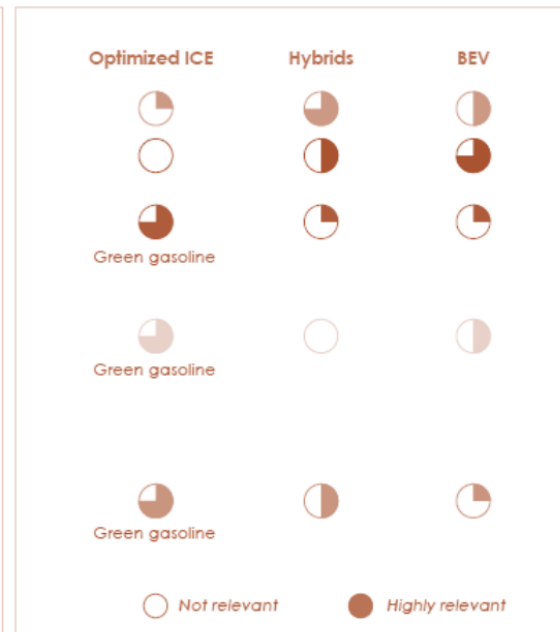 Optimized ICE Hybrids BEV
Green gasoline
Green gasoline
Green gasoline
Not relevant Highly relevant